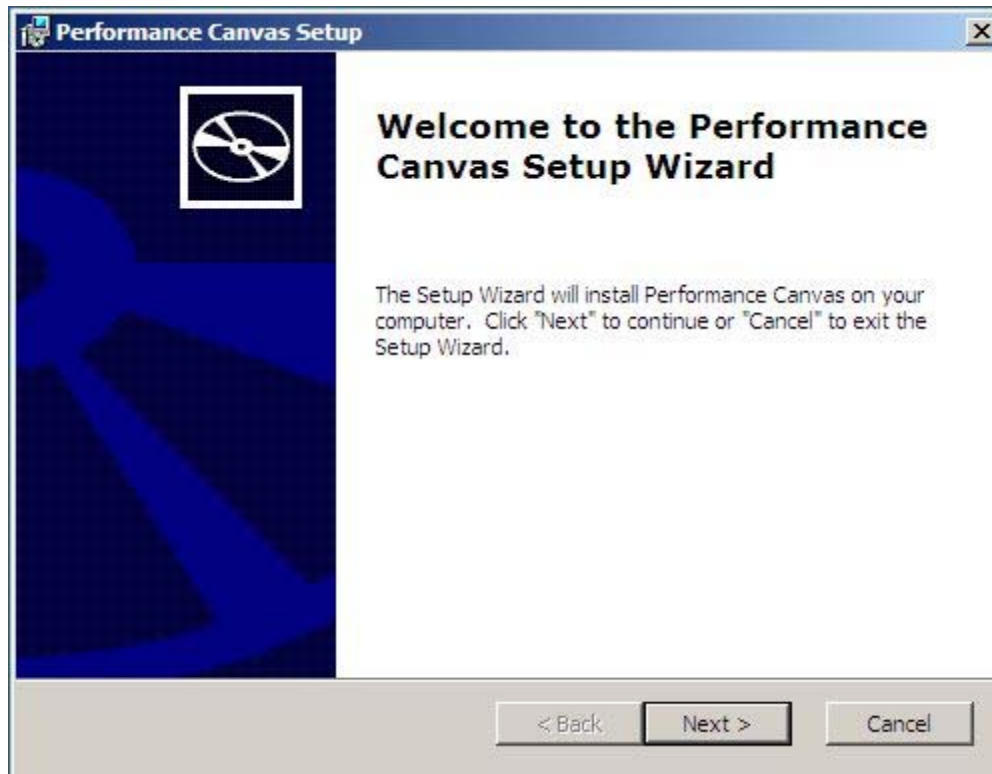 Performance Canvas Setup
Welcome to the Performance
Canvas Setup Wizard
The Setup Wizard will install Performance Canvas on your
computer.  Click "Next" to continue or "Cancel" to exit the
Setup Wizard.
< Back
Next >
Cancel